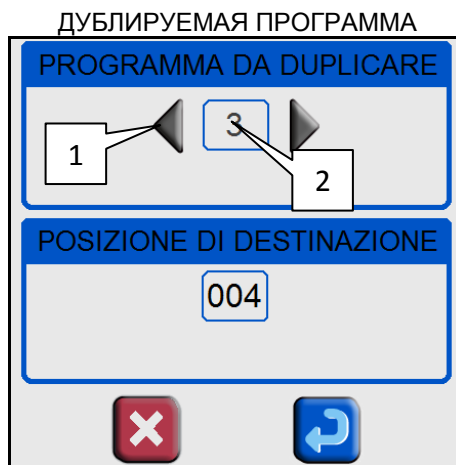 ДУБЛИРУЕМАЯ ПРОГРАММА
PROGRAMMA DA DUPLICARE
3
1
2
POSIZIONE DI DESTINAZIONE
004